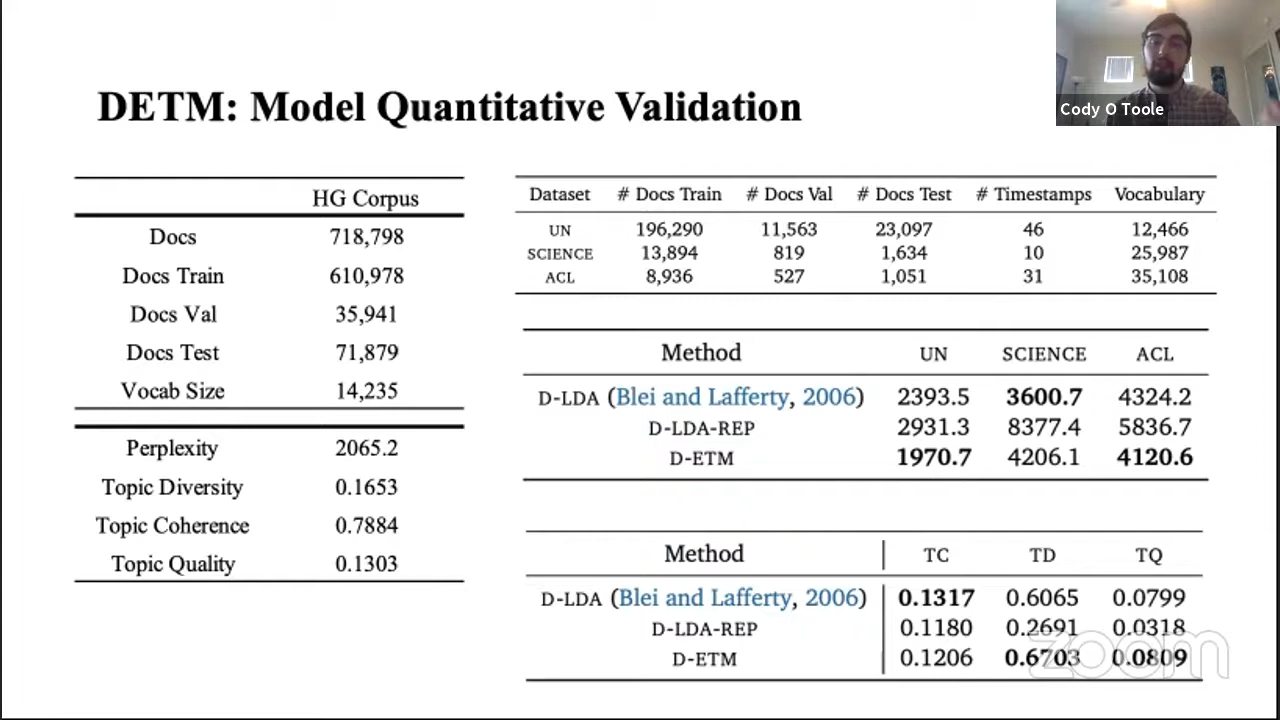 Cody O Toole
DETM: Model Quantitative Validation
HG Corpus
Docs 718,798
Docs Train 610,978
Docs Val 35,941
Docs Test 71,879
Vocab Size 14,235
Perplexity 2065.2
Topic Diversity 0.1653
Topic Coherence 0.7884
Topic Quality 0.1303
Dataset # Docs Train # Docs Val # Docs Test # Timestamps Vocabulary
UN 196,290 11,563 23,097 46 12,466
SCIENCE 13,894 819 1,634 10 25,987
ACL 8,936 527 1,051 31 35,108
Method UN SCIENCE ACL
D-LDA (Blei and Lafferty, 2006) 2393.5 3600.7 4324.2
D-LDA-REP 2931.3 8377.4 5836.7
D-ETM 1970.7 4206.1 4120.6
Method TC TD TQ
D-LDA (Blei and Lafferty, 2006) 0.1317 0.6065 0.0799
D-LDA-REP 0.1180 0.2691 0.0318
D-ETM 0.1206 0.6703 0.0809
zoom